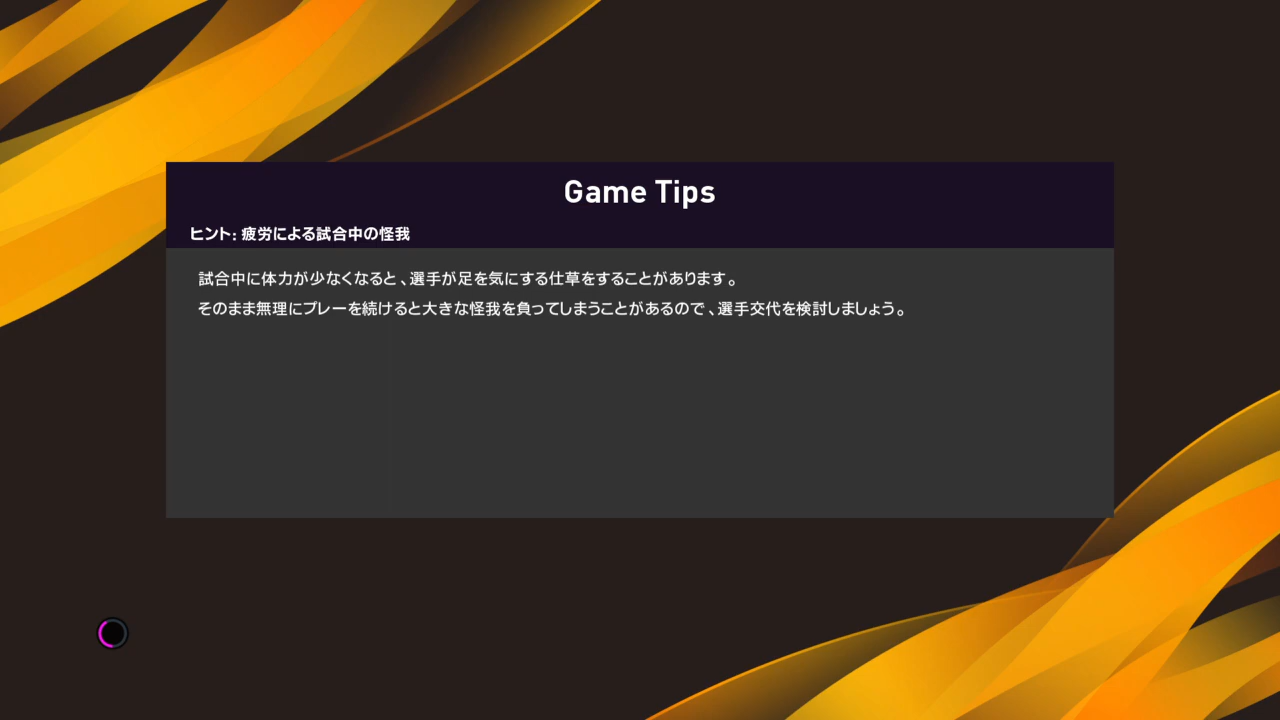 Game Tips
ヒント: 疲労による試合中の怪我
試合中に体力が少なくなると、選手が足を気にする仕草をすることがあります。
そのまま無理にプレーを続けると大きな怪我を負ってしまうことがあるので、選手交代を検討しましょう。